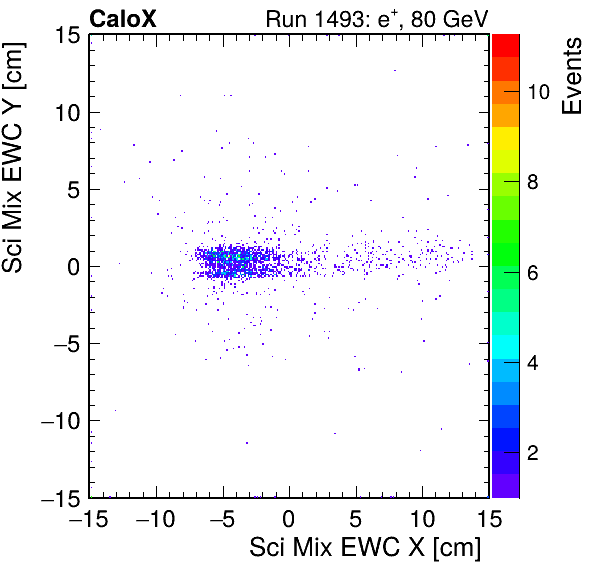 CaloX Run 1493: e⁺, 80 GeV
Sci Mix EWC Y [cm]
15
10
5
0
−5
−10
−15
−15 −10 −5 0 5 10 15
Sci Mix EWC X [cm]
Events
10
8
6
4
2